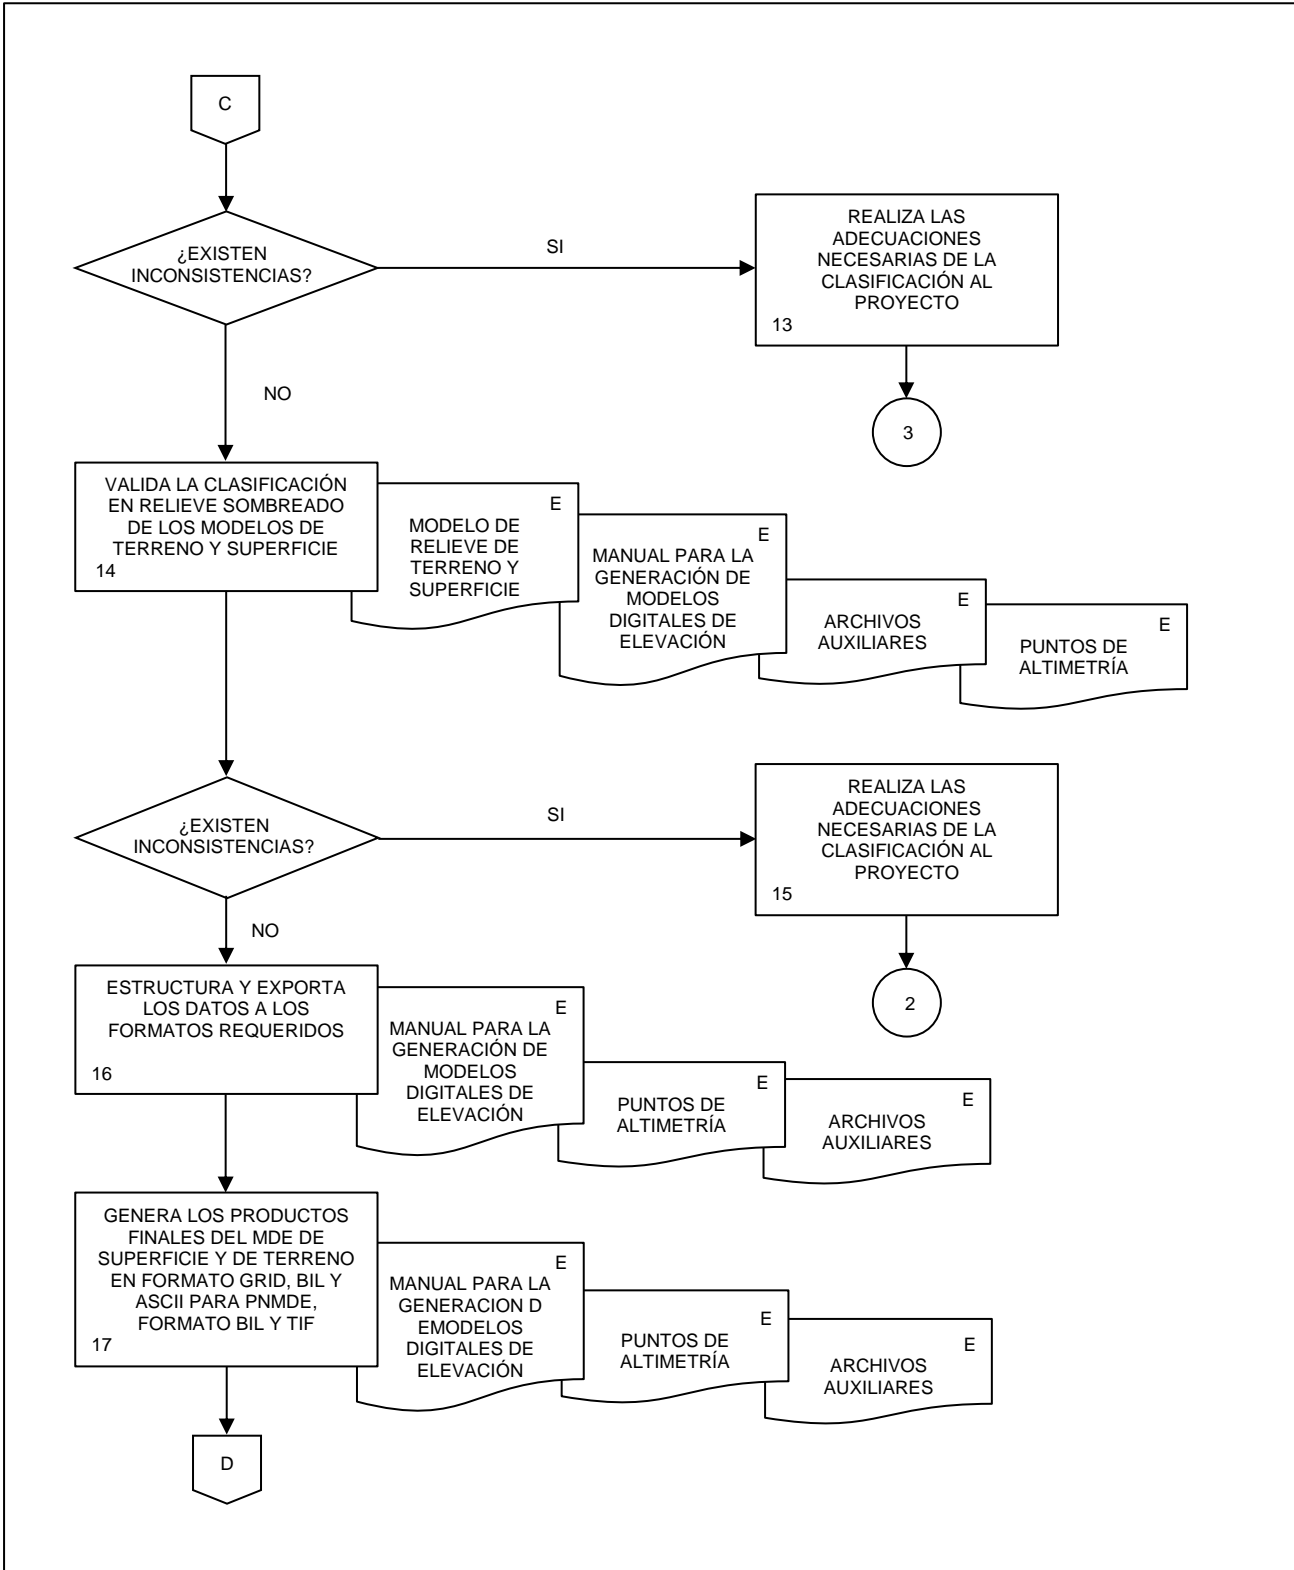 C
¿EXISTEN
INCONSISTENCIAS?
SI
REALIZA LAS
ADECUACIONES
NECESARIAS DE LA
CLASIFICACIÓN AL
PROYECTO
13
3
NO
VALIDA LA CLASIFICACIÓN
EN RELIEVE SOMBREADO
DE LOS MODELOS DE
TERRENO Y SUPERFICIE
14
E
MODELO DE
RELIEVE DE
TERRENO Y
SUPERFICIE
E
MANUAL PARA LA
GENERACIÓN DE
MODELOS
DIGITALES DE
ELEVACIÓN
E
ARCHIVOS
AUXILIARES
E
PUNTOS DE
ALTIMETRÍA
¿EXISTEN
INCONSISTENCIAS?
SI
REALIZA LAS
ADECUACIONES
NECESARIAS DE LA
CLASIFICACIÓN AL
PROYECTO
15
2
NO
ESTRUCTURA Y EXPORTA
LOS DATOS A LOS
FORMATOS REQUERIDOS
16
E
MANUAL PARA LA
GENERACIÓN DE
MODELOS
DIGITALES DE
ELEVACIÓN
E
PUNTOS DE
ALTIMETRÍA
E
ARCHIVOS
AUXILIARES
GENERA LOS PRODUCTOS
FINALES DEL MDE DE
SUPERFICIE Y DE TERRENO
EN FORMATO GRID, BIL Y
ASCII PARA PNMDE,
FORMATO BIL Y TIF
17
E
MANUAL PARA LA
GENERACION D
EMODELOS
DIGITALES DE
ELEVACIÓN
E
PUNTOS DE
ALTIMETRÍA
E
ARCHIVOS
AUXILIARES
D